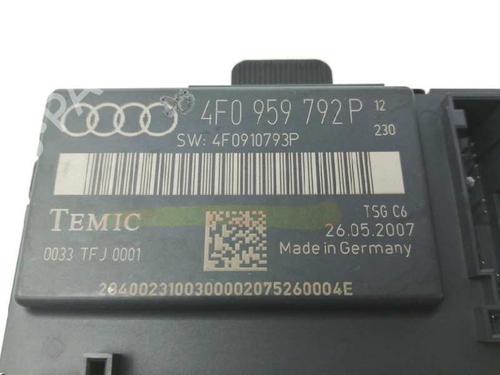 4F0 959 792P 12
230
SW: 4F0910793P
TEMIC
TSG C6
26.05.2007
0033 TFJ 0001
Made in Germany
2840023100300002075260004E